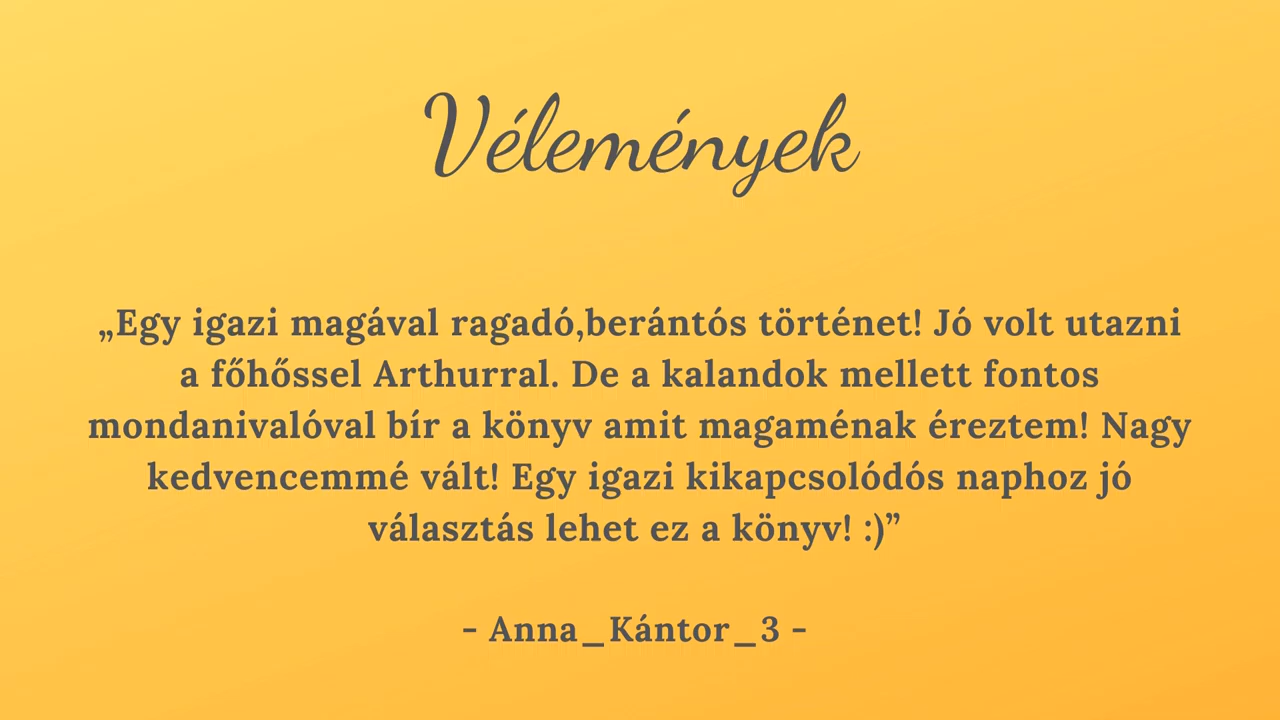 Vélemények
„Egy igazi magával ragadó,berántós történet! Jó volt utazni
a főhőssel Arthurral. De a kalandok mellett fontos
mondanivalóval bír a könyv amit magaménak éreztem! Nagy
kedvencemmé vált! Egy igazi kikapcsolódós naphoz jó
választás lehet ez a könyv! :)”
- Anna_Kántor_3 -